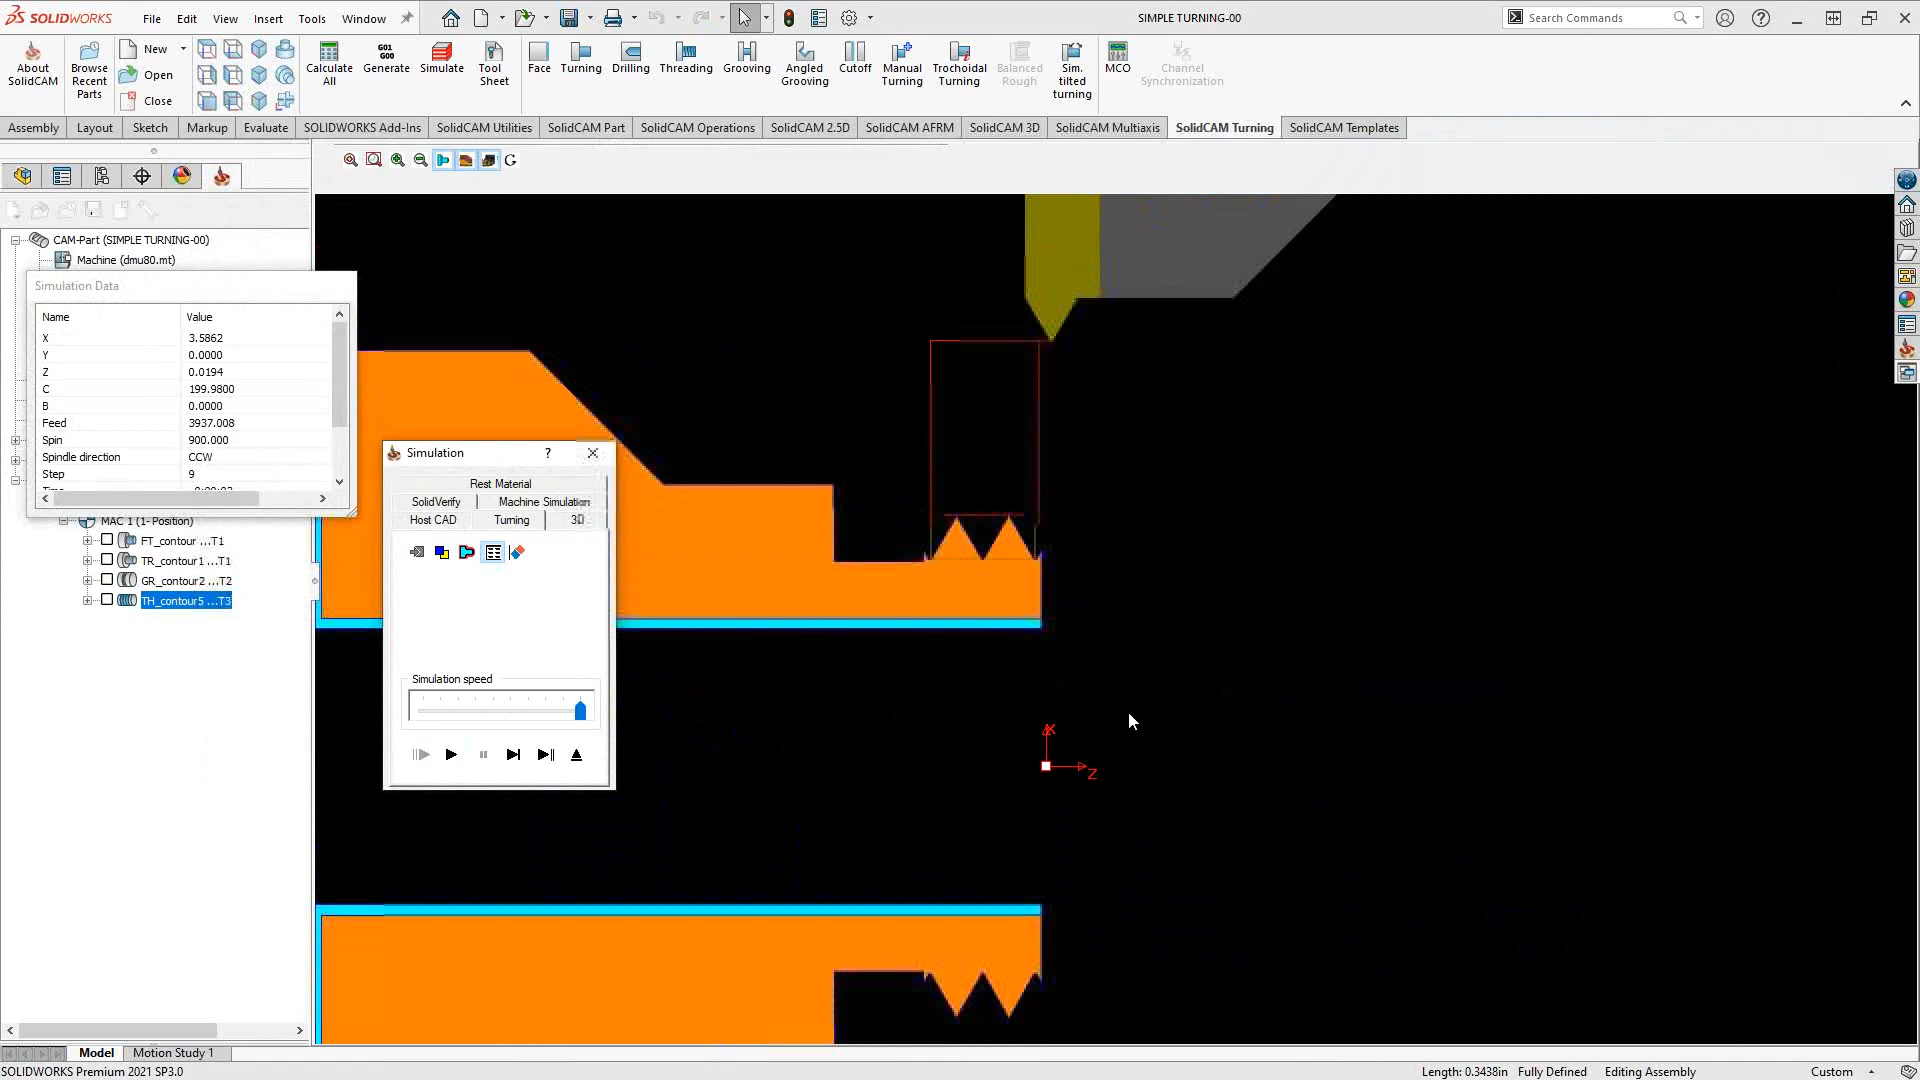 SOLIDWORKS File Edit View Insert Tools Window SIMPLE TURNING-00 Search Commands
About SolidCAM
Browse Recent Parts
New
Open
Close
Calculate All
G01 G00
Generate
Simulate
Tool Sheet
Face
Turning
Drilling
Threading
Grooving
Angled Grooving
Cutoff
Manual Turning
Trochoidal Turning
Balanced Rough
Sim. tilted turning
MCO
Channel Synchronization
Assembly Layout Sketch Markup Evaluate SOLIDWORKS Add-Ins SolidCAM Utilities SolidCAM Part SolidCAM Operations SolidCAM 2.5D SolidCAM AFRM SolidCAM 3D SolidCAM Multiaxis SolidCAM Turning SolidCAM Templates
CAM-Part (SIMPLE TURNING-00)
Machine (dmu80.mt)
Simulation Data
Name Value
X 3.5862
Y 0.0000
Z 0.0194
C 199.9800
B 0.0000
Feed 3937.008
Spin 900.000
Spindle direction CCW
Step 9
MAC 1 (1- Position)
FT_contour ...T1
TR_contour1 ...T1
GR_contour2 ...T2
TH_contour5 ...T3
Simulation ?
Rest Material
SolidVerify Machine Simulation
Host CAD Turning 3D
Simulation speed
X
Z
Model Motion Study 1
SOLIDWORKS Premium 2021 SP3.0 Length: 0.3438in Fully Defined Editing Assembly Custom